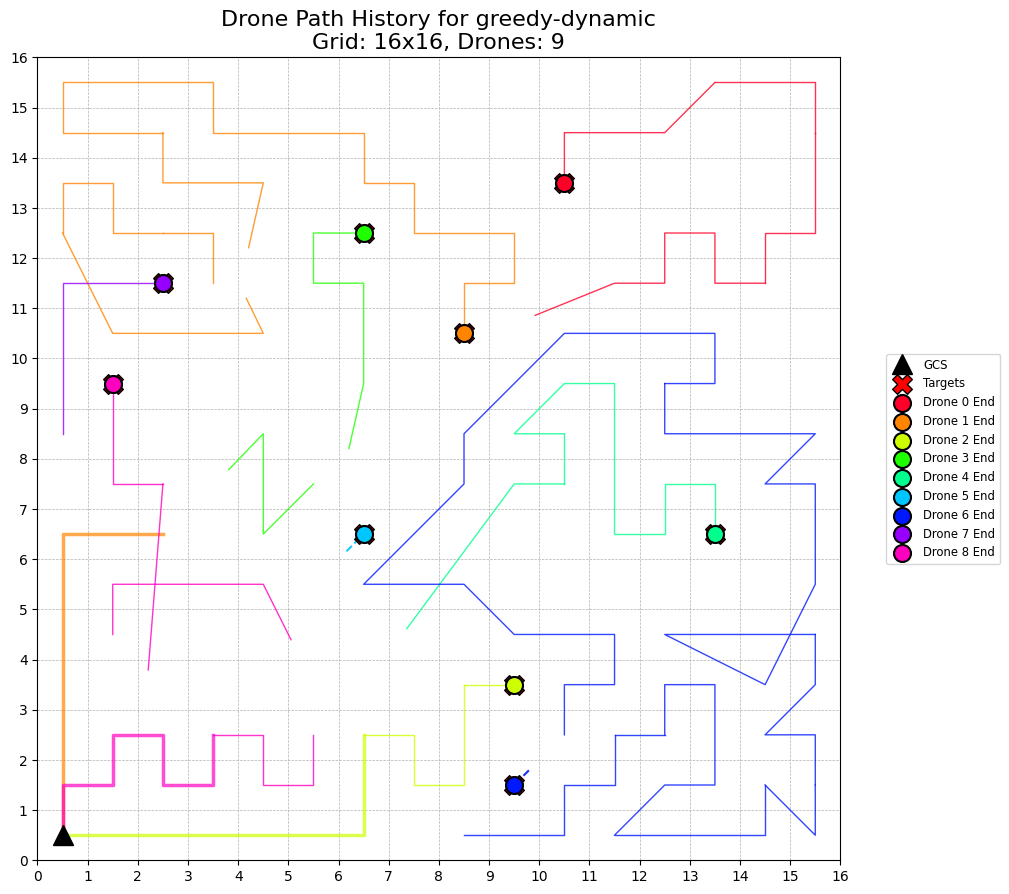 Drone Path History for greedy-dynamic
Grid: 16x16, Drones: 9
16
15
14
13
12
11
10
9
8
7
6
5
4
3
2
1
0
0 1 2 3 4 5 6 7 8 9 10 11 12 13 14 15 16
GCS
Targets
Drone 0 End
Drone 1 End
Drone 2 End
Drone 3 End
Drone 4 End
Drone 5 End
Drone 6 End
Drone 7 End
Drone 8 End